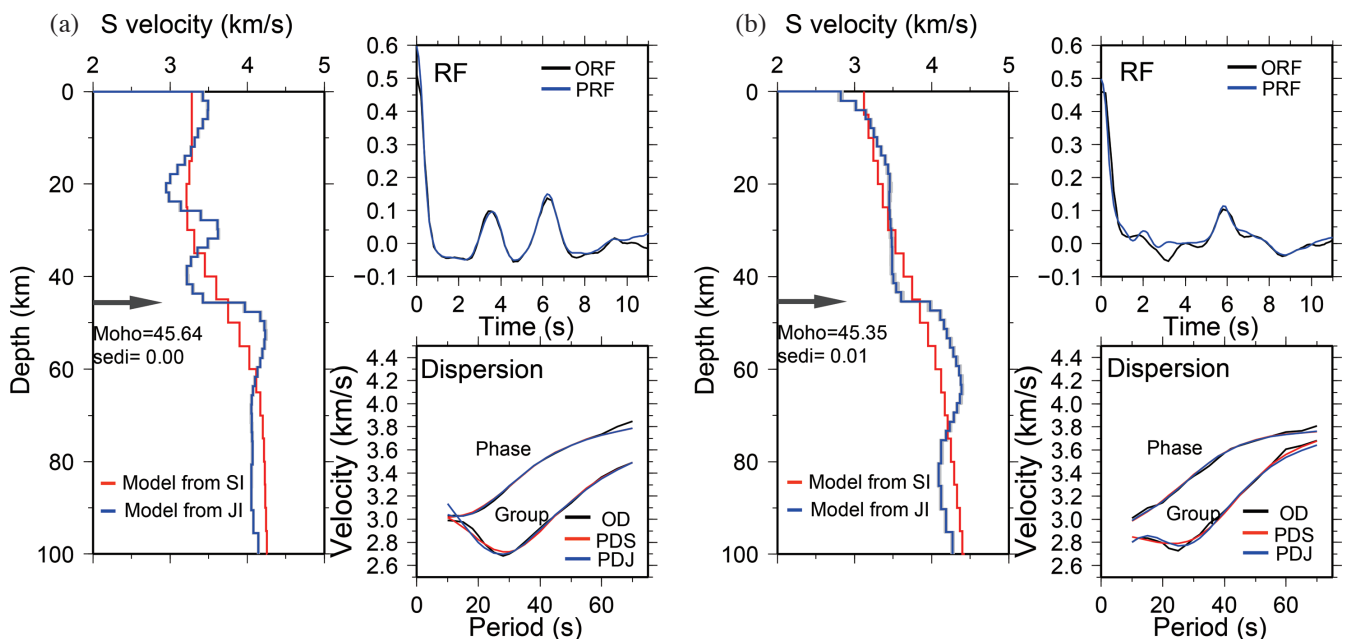 (a) S velocity (km/s)
2 3 4 5
0
20
40
60
80
100
Depth (km)
Moho=45.64
sedi= 0.00
Model from SI
Model from JI
RF
ORF
PRF
0.6
0.5
0.4
0.3
0.2
0.1
0.0
−0.1
0 2 4 6 8 10
Time (s)
Dispersion
Phase
Group
OD
PDS
PDJ
4.4
4.2
4.0
3.8
3.6
3.4
3.2
3.0
2.8
2.6
Velocity (km/s)
0 20 40 60
Period (s)
(b) S velocity (km/s)
2 3 4 5
0
20
40
60
80
100
Depth (km)
Moho=45.35
sedi= 0.01
Model from SI
Model from JI
RF
ORF
PRF
0.6
0.5
0.4
0.3
0.2
0.1
0.0
−0.1
0 2 4 6 8 10
Time (s)
Dispersion
Phase
Group
OD
PDS
PDJ
4.4
4.2
4.0
3.8
3.6
3.4
3.2
3.0
2.8
2.6
Velocity (km/s)
0 20 40 60
Period (s)